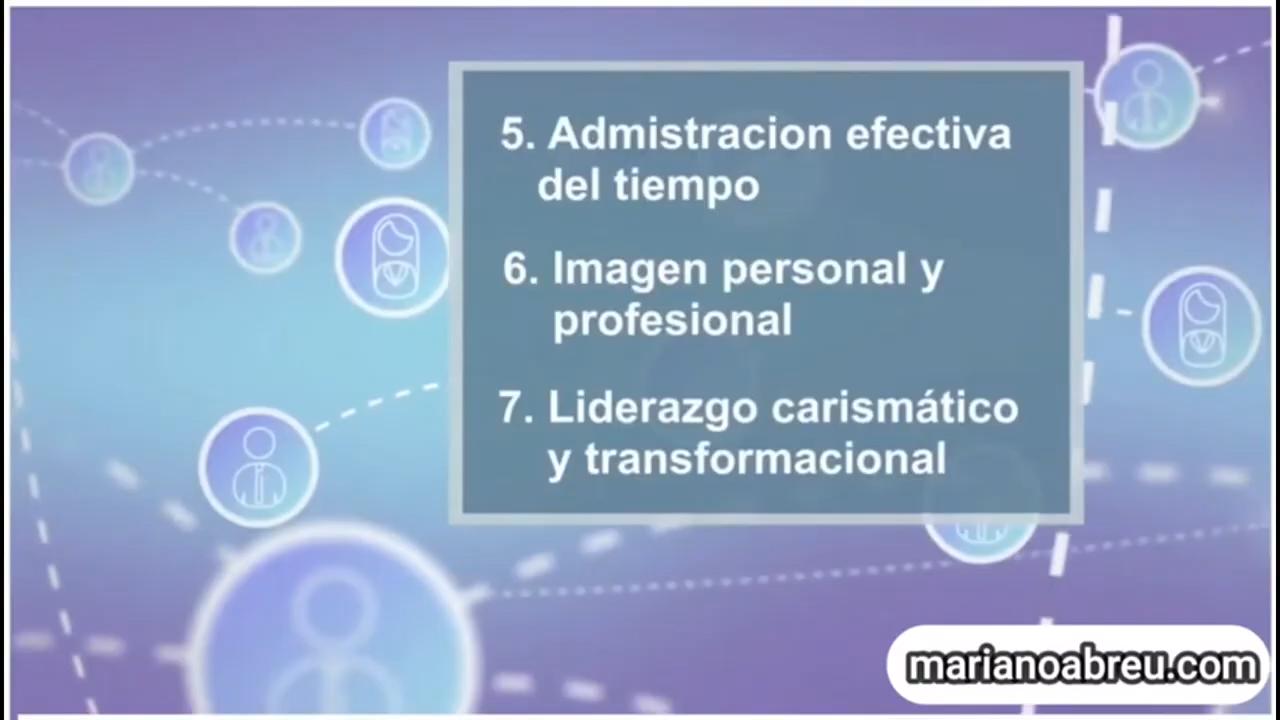 5. Admistracion efectiva
del tiempo
6. Imagen personal y
profesional
7. Liderazgo carismático
y transformacional
marianoabreu.com